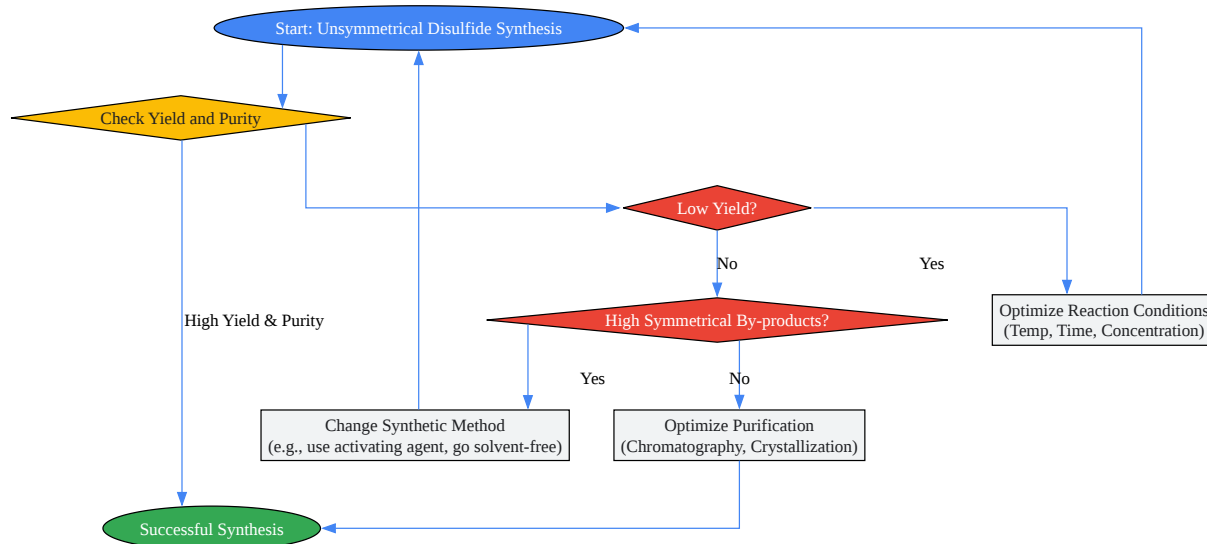 Start: Unsymmetrical Disulfide Synthesis
Check Yield and Purity
Low Yield?
No
Yes
High Yield & Purity
High Symmetrical By-products?
Optimize Reaction Conditions
(Temp, Time, Concentration)
Yes
No
Change Synthetic Method
(e.g., use activating agent, go solvent-free)
Optimize Purification
(Chromatography, Crystallization)
Successful Synthesis